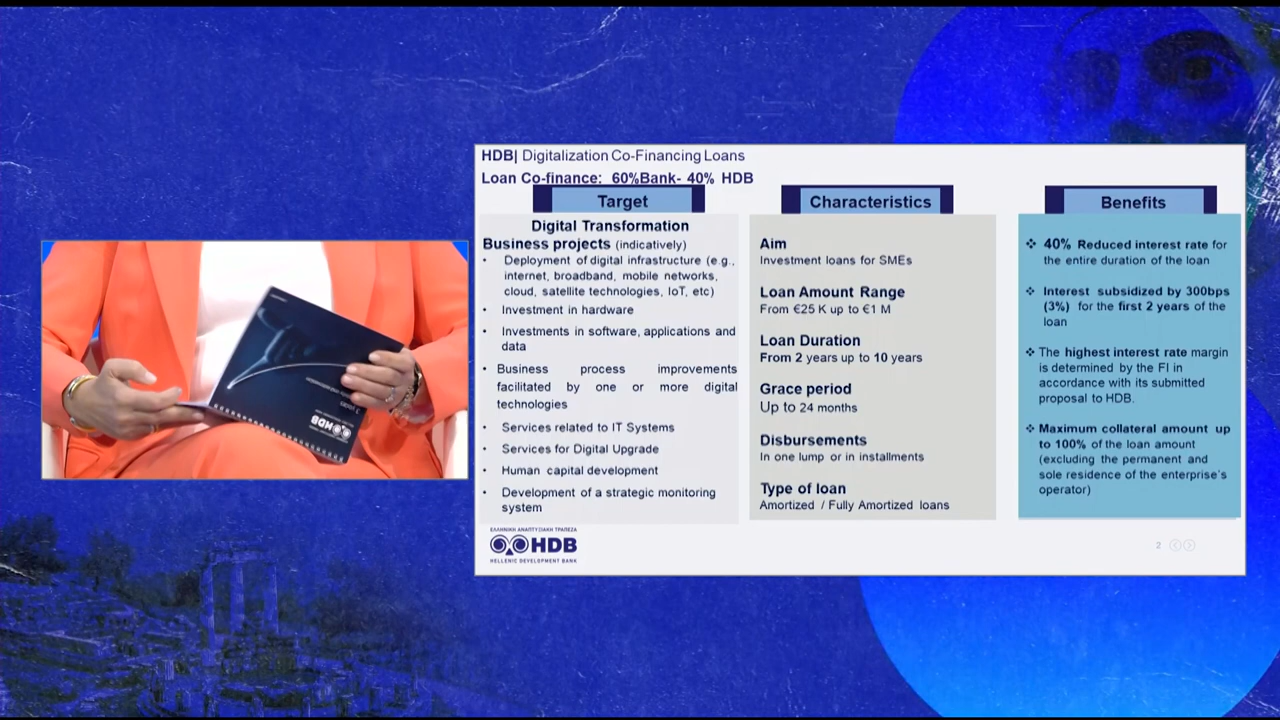 HDB| Digitalization Co-Financing Loans
Loan Co-finance: 60%Bank- 40% HDB
Target
Digital Transformation
Business projects (indicatively)
• Deployment of digital infrastructure (e.g.,
internet, broadband, mobile networks,
cloud, satellite technologies, IoT, etc)
• Investment in hardware
• Investments in software, applications and
data
• Business process improvements
facilitated by one or more digital
technologies
• Services related to IT Systems
• Services for Digital Upgrade
• Human capital development
• Development of a strategic monitoring
system
Characteristics
Aim
Investment loans for SMEs
Loan Amount Range
From €25 K up to €1 M
Loan Duration
From 2 years up to 10 years
Grace period
Up to 24 months
Disbursements
In one lump or in installments
Type of loan
Amortized / Fully Amortized loans
Benefits
❖ 40% Reduced interest rate for
the entire duration of the loan
❖ Interest subsidized by 300bps
(3%) for the first 2 years of the
loan
❖ The highest interest rate margin
is determined by the FI in
accordance with its submitted
proposal to HDB.
❖ Maximum collateral amount up
to 100% of the loan amount
(excluding the permanent and
sole residence of the enterprise's
operator)
ΕΛΛΗΝΙΚΗ ΑΝΑΠΤΥΞΙΑΚΗ ΤΡΑΠΕΖΑ
HDB
HELLENIC DEVELOPMENT BANK
2
HDB